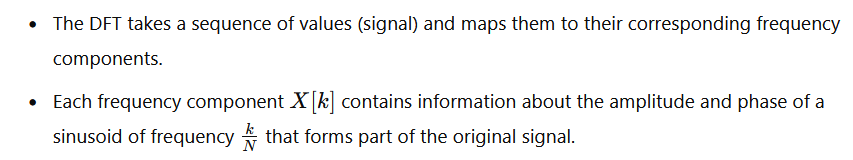 • The DFT takes a sequence of values (signal) and maps them to their corresponding frequency
components.
• Each frequency component X[k] contains information about the amplitude and phase of a
sinusoid of frequency k/N that forms part of the original signal.